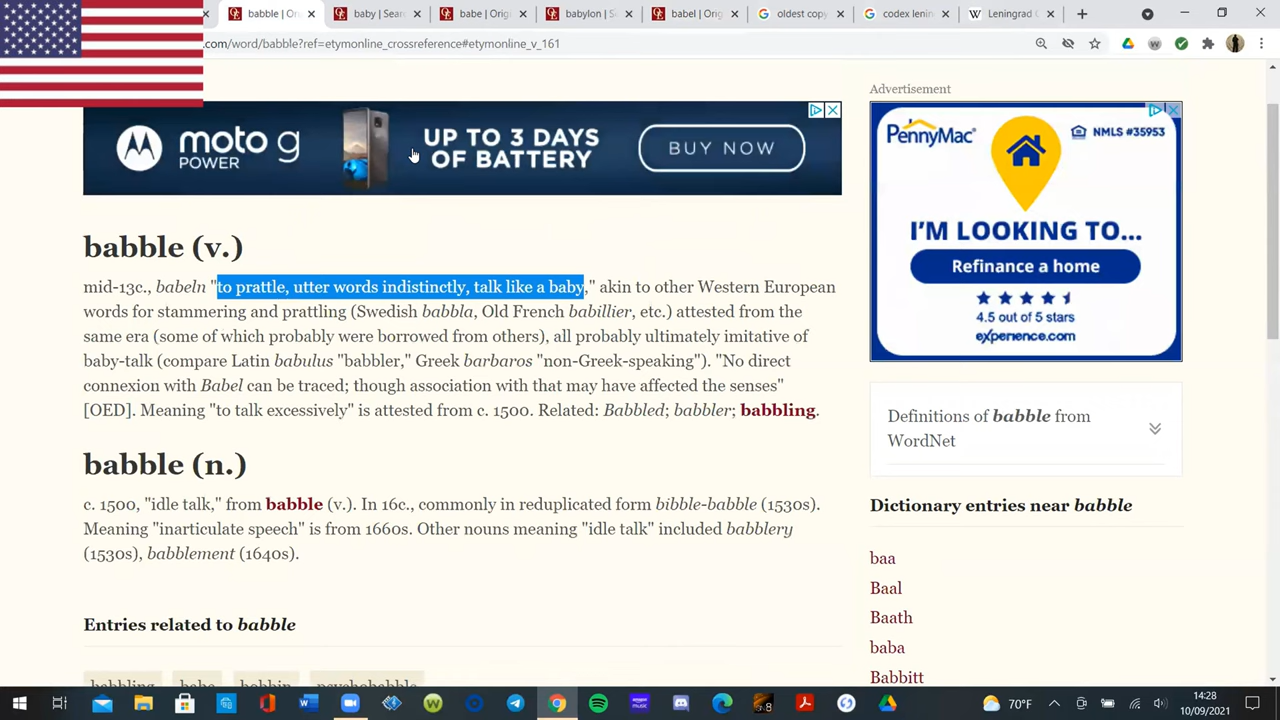 babble | Ori
baby | Sear
babe | Orig
babylon | S
babel | Orig
oldest copy
codex lenin
Leningrad C
.com/word/babble?ref=etymonline_crossreference#etymonline_v_161
Advertisement
moto g
POWER
UP TO 3 DAYS
OF BATTERY
BUY NOW
PennyMac
NMLS #35953
I'M LOOKING TO...
Refinance a home
4.5 out of 5 stars
experience.com
babble (v.)
mid-13c., babeln "to prattle, utter words indistinctly, talk like a baby," akin to other Western European
words for stammering and prattling (Swedish babbla, Old French babillier, etc.) attested from the
same era (some of which probably were borrowed from others), all probably ultimately imitative of
baby-talk (compare Latin babulus "babbler," Greek barbaros "non-Greek-speaking"). "No direct
connexion with Babel can be traced; though association with that may have affected the senses"
[OED]. Meaning "to talk excessively" is attested from c. 1500. Related: Babbled; babbler; babbling.
babble (n.)
c. 1500, "idle talk," from babble (v.). In 16c., commonly in reduplicated form bibble-babble (1530s).
Meaning "inarticulate speech" is from 1660s. Other nouns meaning "idle talk" included babblery
(1530s), babblement (1640s).
Entries related to babble
babbling
babe
bobbin
psychobabble
Definitions of babble from
WordNet
Dictionary entries near babble
baa
Baal
Baath
baba
Babbitt
70°F
14:28
10/09/2021